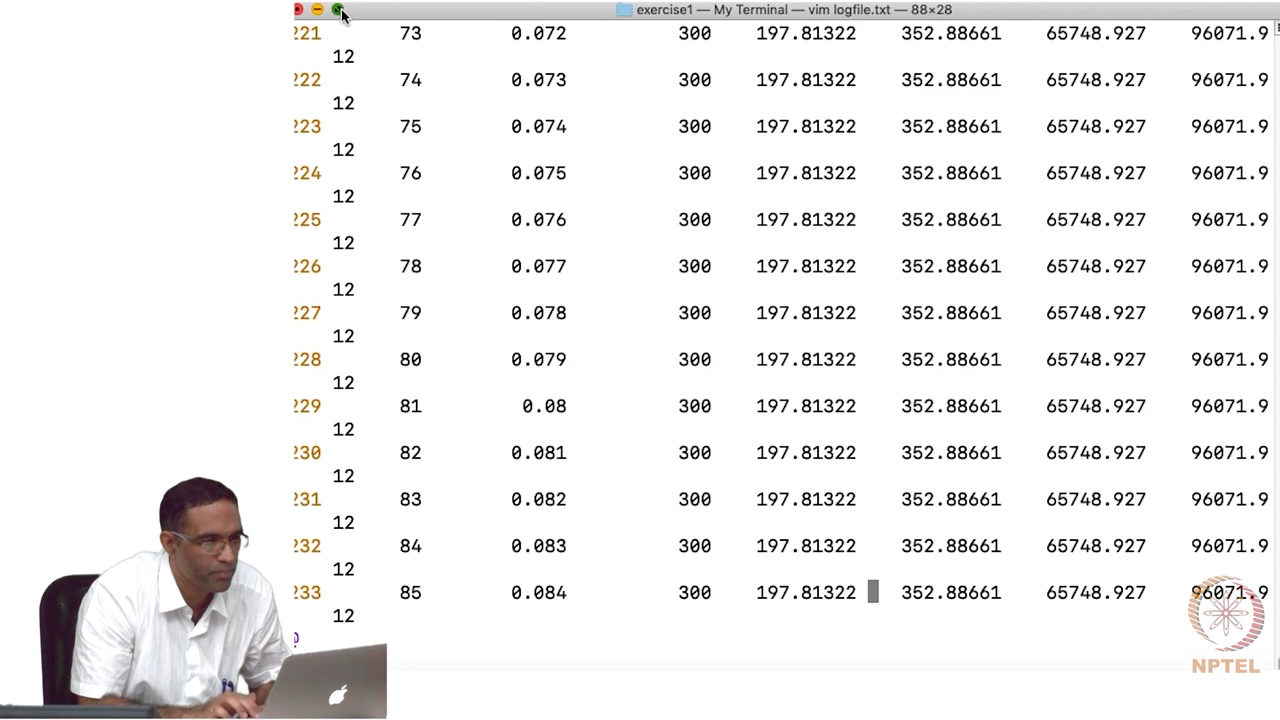 exercise1 — My Terminal — vim logfile.txt — 88×28
221 73 0.072 300 197.81322 352.88661 65748.927 96071.9
12
222 74 0.073 300 197.81322 352.88661 65748.927 96071.9
12
223 75 0.074 300 197.81322 352.88661 65748.927 96071.9
12
224 76 0.075 300 197.81322 352.88661 65748.927 96071.9
12
225 77 0.076 300 197.81322 352.88661 65748.927 96071.9
12
226 78 0.077 300 197.81322 352.88661 65748.927 96071.9
12
227 79 0.078 300 197.81322 352.88661 65748.927 96071.9
12
228 80 0.079 300 197.81322 352.88661 65748.927 96071.9
12
229 81 0.08 300 197.81322 352.88661 65748.927 96071.9
12
230 82 0.081 300 197.81322 352.88661 65748.927 96071.9
12
231 83 0.082 300 197.81322 352.88661 65748.927 96071.9
12
232 84 0.083 300 197.81322 352.88661 65748.927 96071.9
12
233 85 0.084 300 197.81322 352.88661 65748.927 96071.9
12
@
NPTEL